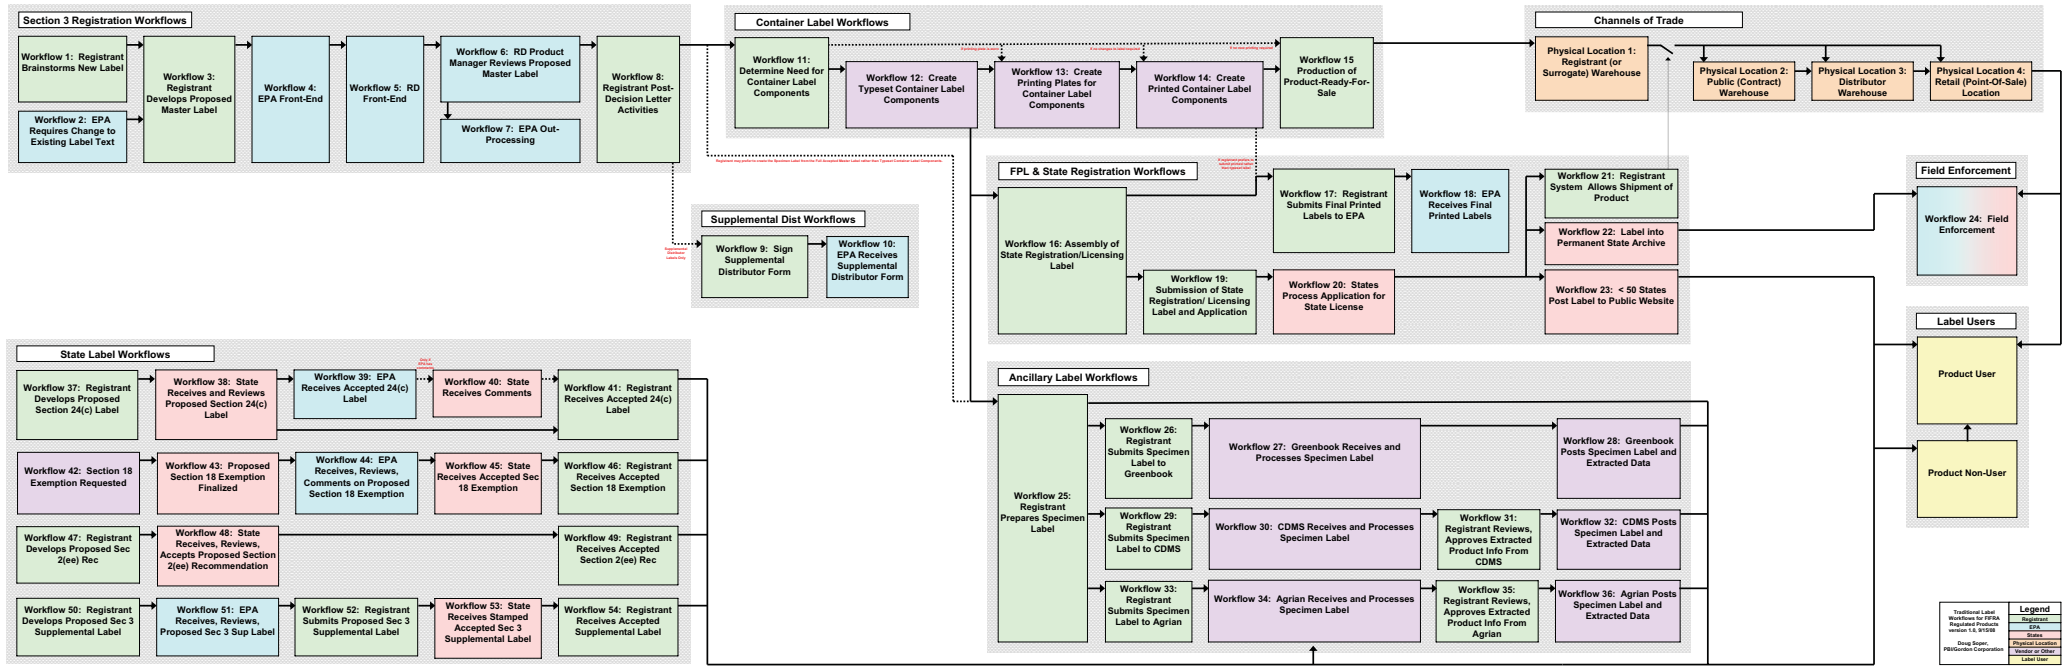 Section 3 Registration Workflows
Workflow 1: Registrant
Brainstorms New Label
Workflow 2: EPA
Requires Change to
Existing Label Text
Workflow 3:
Registrant
Develops Proposed
Master Label
Workflow 4:
EPA Front-End
Workflow 5: RD
Front-End
Workflow 6: RD Product
Manager Reviews Proposed
Master Label
Workflow 7: EPA Out-
Processing
Workflow 8:
Registrant Post-
Decision Letter
Activities
Container Label Workflows
Workflow 11:
Determine Need for
Container Label
Components
Workflow 12: Create
Typeset Container Label
Components
Workflow 13: Create
Printing Plates for
Container Label
Components
Workflow 14: Create
Printed Container Label
Components
Workflow 15
Production of
Product-Ready-For-
Sale
Channels of Trade
Physical Location 1:
Registrant (or
Surrogate) Warehouse
Physical Location 2:
Public (Contract)
Warehouse
Physical Location 3:
Distributor
Warehouse
Physical Location 4:
Retail (Point-Of-Sale)
Location
Supplemental Dist Workflows
Workflow 9: Sign
Supplemental
Distributor Form
Workflow 10:
EPA Receives
Supplemental
Distributor Form
FPL & State Registration Workflows
Workflow 16: Assembly of
State Registration/Licensing
Label
Workflow 17: Registrant
Submits Final Printed
Labels to EPA
Workflow 18: EPA
Receives Final
Printed Labels
Workflow 19:
Submission of State
Registration/ Licensing
Label and Application
Workflow 20: States
Process Application for
State License
Workflow 21: Registrant
System Allows Shipment of
Product
Workflow 22: Label into
Permanent State Archive
Workflow 23: < 50 States
Post Label to Public Website
Field Enforcement
Workflow 24: Field
Enforcement
Label Users
Product User
Product Non-User
State Label Workflows
Workflow 37: Registrant
Develops Proposed
Section 24(c) Label
Workflow 38: State
Receives and Reviews
Proposed Section 24(c)
Label
Workflow 39: EPA
Receives Accepted 24(c)
Label
Workflow 40: State
Receives Comments
Workflow 41: Registrant
Receives Accepted 24(c)
Label
Workflow 42: Section 18
Exemption Requested
Workflow 43: Proposed
Section 18 Exemption
Finalized
Workflow 44: EPA
Receives, Reviews,
Comments on Proposed
Section 18 Exemption
Workflow 45: State
Receives Accepted Sec
18 Exemption
Workflow 46: Registrant
Receives Accepted
Section 18 Exemption
Workflow 47: Registrant
Develops Proposed Sec
2(ee) Rec
Workflow 48: State
Receives, Reviews,
Accepts Proposed Section
2(ee) Recommendation
Workflow 49: Registrant
Receives Accepted
Section 2(ee) Rec
Workflow 50: Registrant
Develops Proposed Sec 3
Supplemental Label
Workflow 51: EPA
Receives, Reviews,
Proposed Sec 3 Sup Label
Workflow 52: Registrant
Submits Proposed Sec 3
Supplemental Label
Workflow 53: State
Receives Stamped
Accepted Sec 3
Supplemental Label
Workflow 54: Registrant
Receives Accepted
Supplemental Label
Ancillary Label Workflows
Workflow 25:
Registrant
Prepares Specimen
Label
Workflow 26:
Registrant
Submits Specimen
Label to
Greenbook
Workflow 27: Greenbook Receives and
Processes Specimen Label
Workflow 28: Greenbook
Posts Specimen Label and
Extracted Data
Workflow 29:
Registrant
Submits Specimen
Label to CDMS
Workflow 30: CDMS Receives and Processes
Specimen Label
Workflow 31:
Registrant Reviews,
Approves Extracted
Product Info From
CDMS
Workflow 32: CDMS Posts
Specimen Label and
Extracted Data
Workflow 33:
Registrant
Submits Specimen
Label to Agrian
Workflow 34: Agrian Receives and Processes
Specimen Label
Workflow 35:
Registrant Reviews,
Approves Extracted
Product Info From
Agrian
Workflow 36: Agrian Posts
Specimen Label and
Extracted Data
Traditional Label
Workflows for FIFRA
Regulated Products
version 1.0, 9/15/08
Doug Soper,
PBI/Gordon Corporation
Legend
Registrant
EPA
States
Physical Location
Vendor or Other
Label User